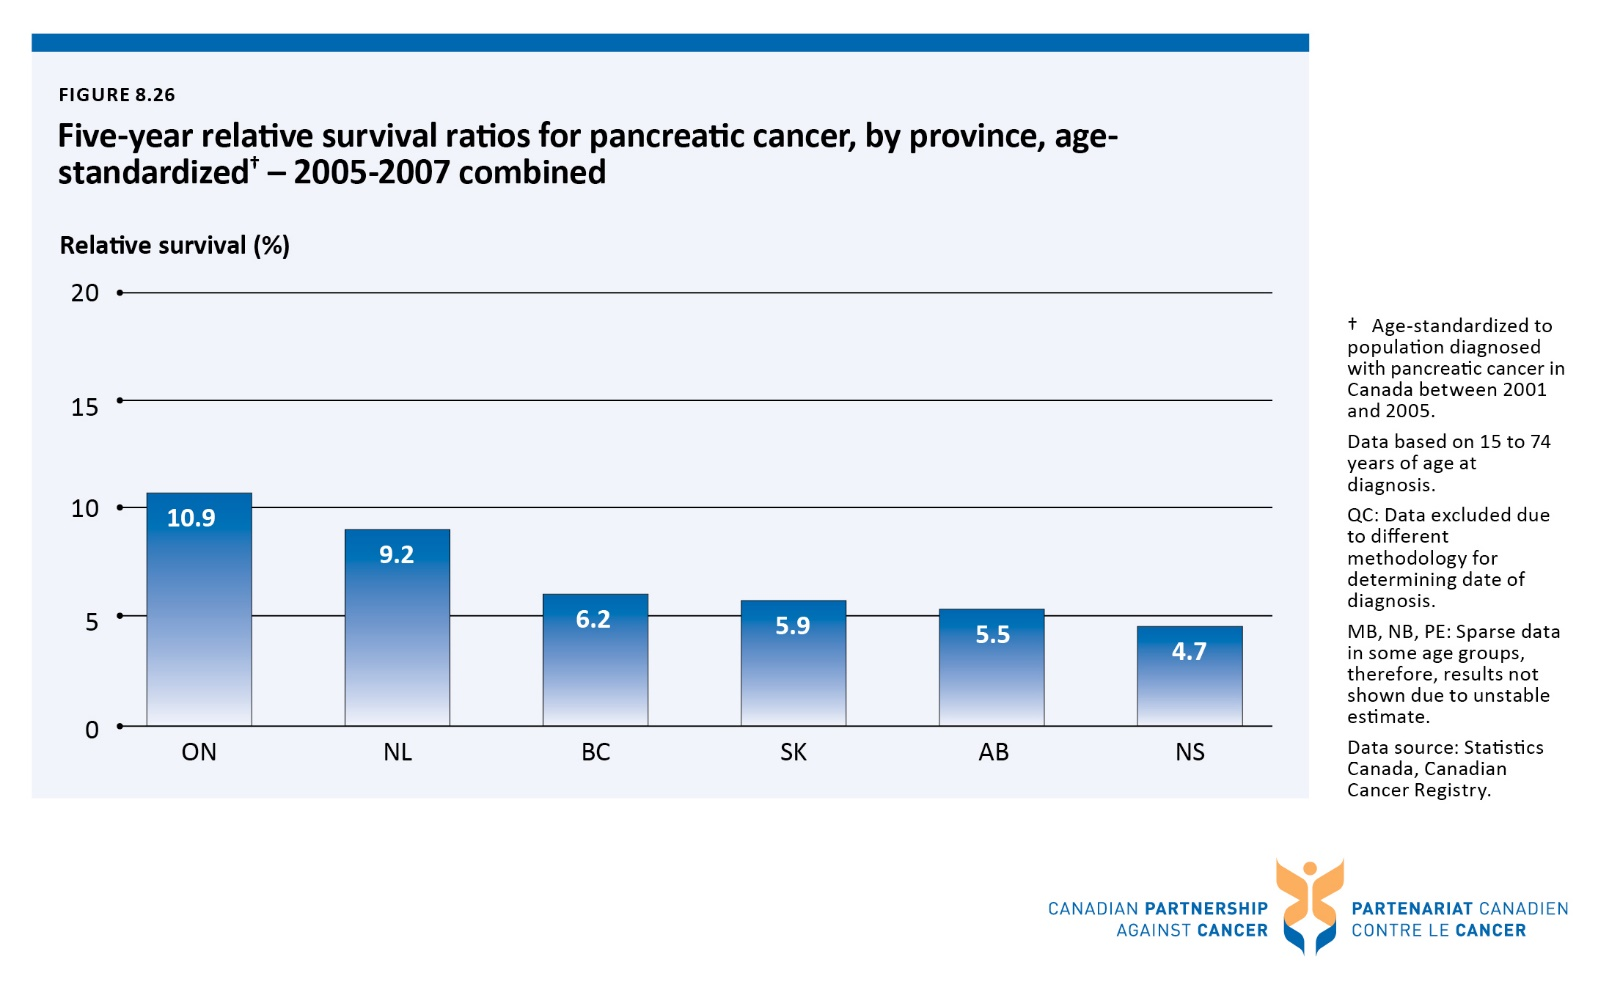 FIGURE 8.26
Five-year relative survival ratios for pancreatic cancer, by province, age-
standardized† – 2005-2007 combined
Relative survival (%)
20
15
10
5
0
10.9
9.2
6.2
5.9
5.5
4.7
ON
NL
BC
SK
AB
NS
† Age-standardized to
population diagnosed
with pancreatic cancer in
Canada between 2001
and 2005.
Data based on 15 to 74
years of age at
diagnosis.
QC: Data excluded due
to different
methodology for
determining date of
diagnosis.
MB, NB, PE: Sparse data
in some age groups,
therefore, results not
shown due to unstable
estimate.
Data source: Statistics
Canada, Canadian
Cancer Registry.
CANADIAN PARTNERSHIP
AGAINST CANCER
PARTENARIAT CANADIEN
CONTRE LE CANCER